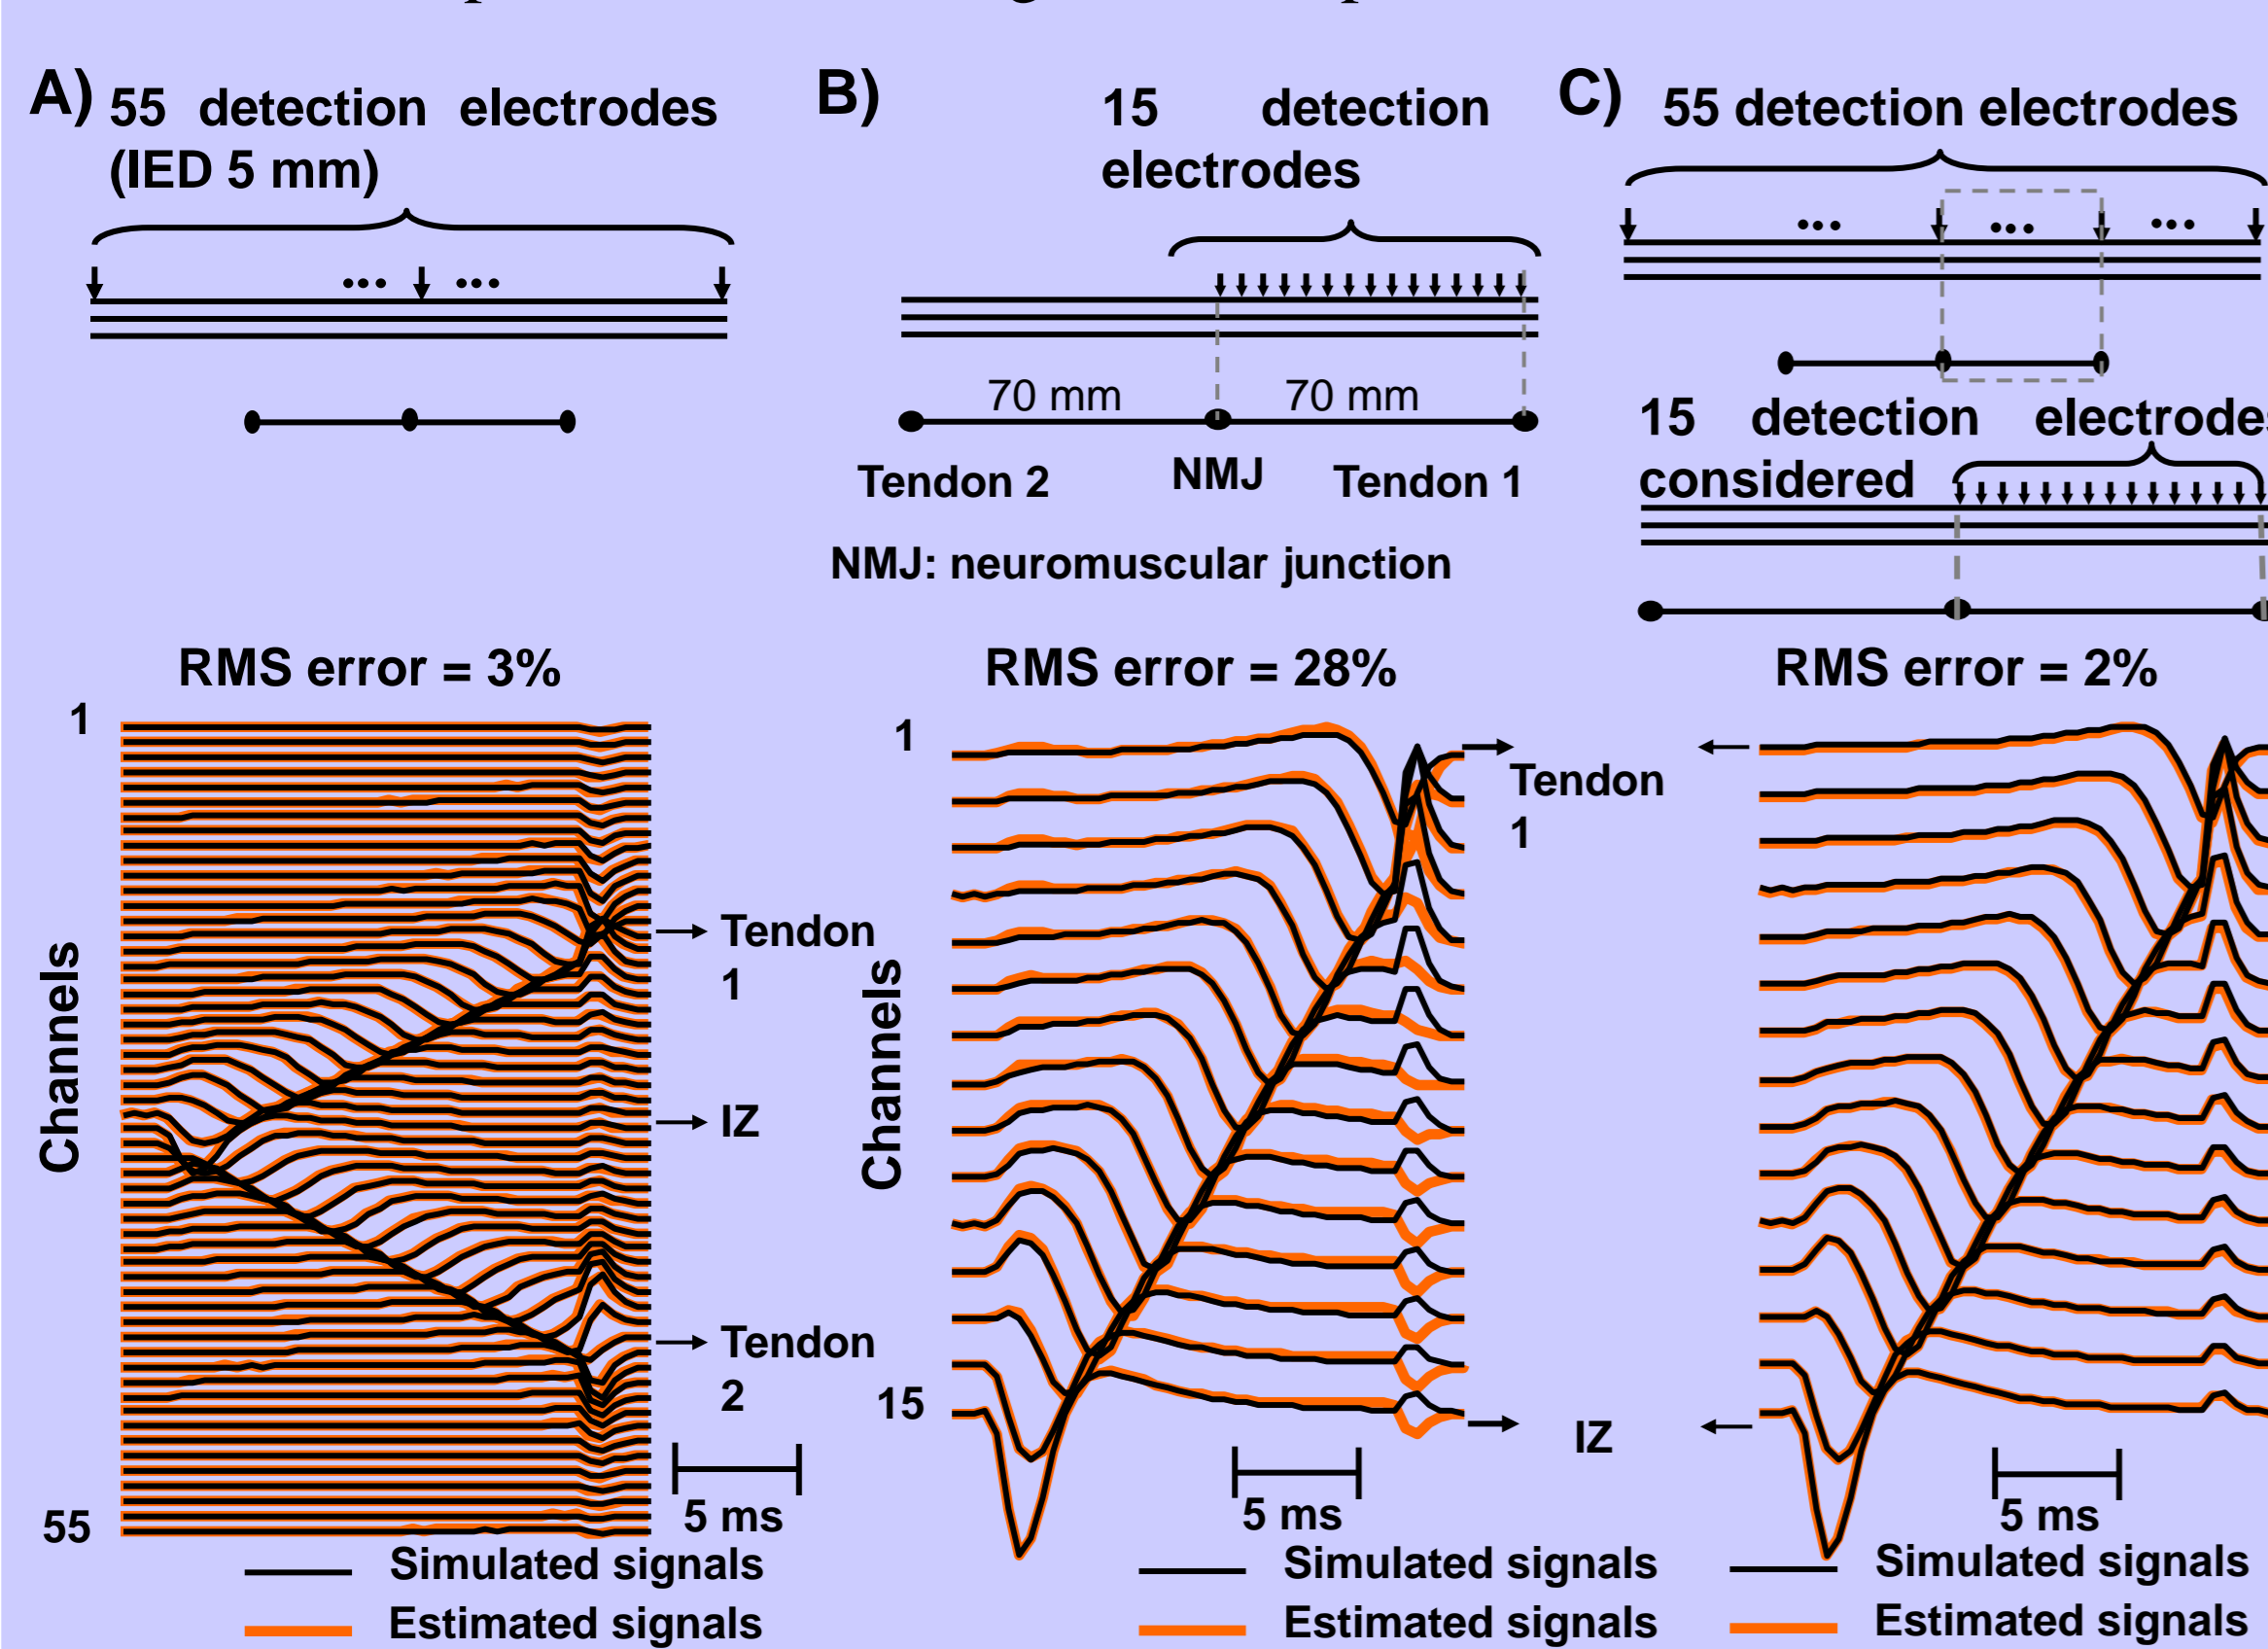 A) 55 detection electrodes
(IED 5 mm)
B) 15 detection
electrodes
C) 55 detection electrodes
70 mm 70 mm
Tendon 2 NMJ Tendon 1
NMJ: neuromuscular junction
15 detection
considered
RMS error = 3%
RMS error = 28%
RMS error = 2%
1
Channels
55
Tendon
1
IZ
Tendon
2
5 ms
Simulated signals
Estimated signals
1
Channels
15
Tendon
1
IZ
5 ms
Simulated signals
Estimated signals
5 ms
Simulated signals
Estimated signals